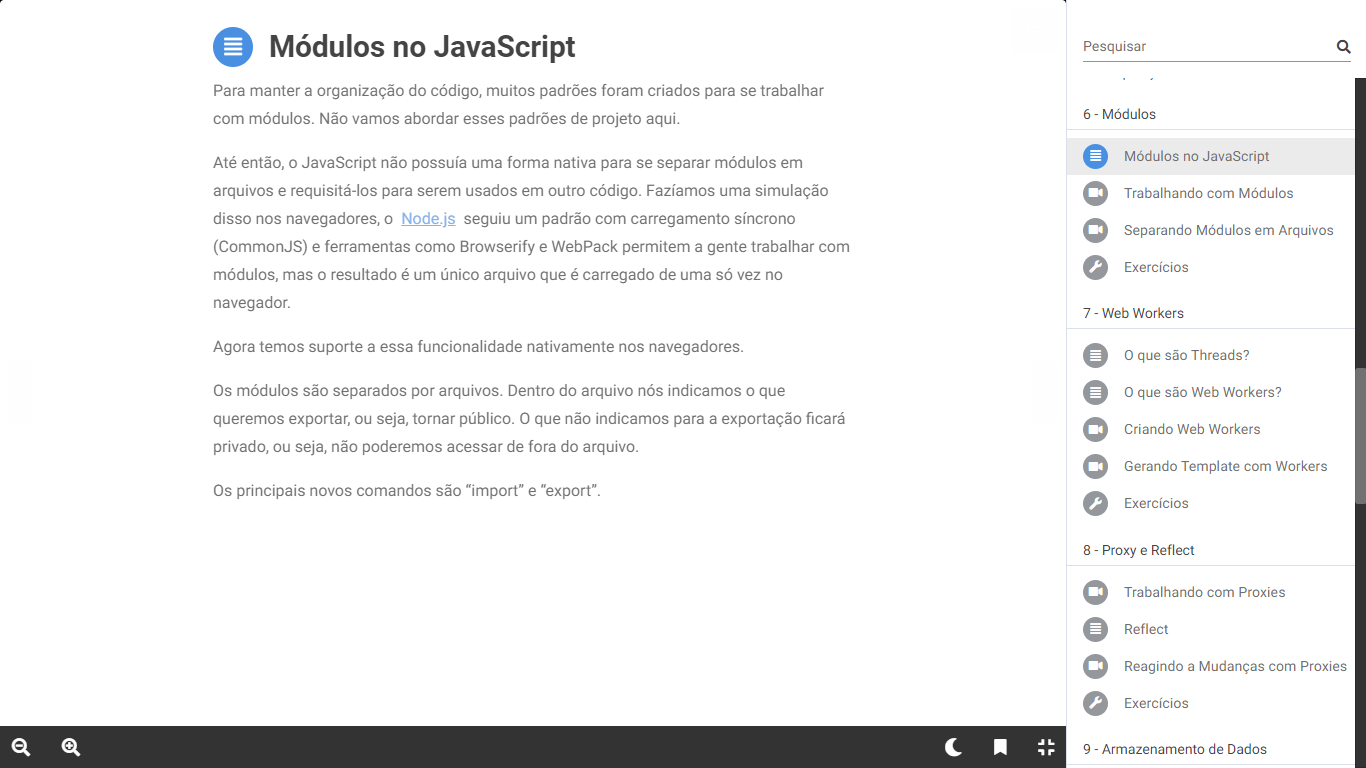 Módulos no JavaScript
Para manter a organização do código, muitos padrões foram criados para se trabalhar
com módulos. Não vamos abordar esses padrões de projeto aqui.
Até então, o JavaScript não possuía uma forma nativa para se separar módulos em
arquivos e requisitá-los para serem usados em outro código. Fazíamos uma simulação
disso nos navegadores, o Node.js seguiu um padrão com carregamento síncrono
(CommonJS) e ferramentas como Browserify e WebPack permitem a gente trabalhar com
módulos, mas o resultado é um único arquivo que é carregado de uma só vez no
navegador.
Agora temos suporte a essa funcionalidade nativamente nos navegadores.
Os módulos são separados por arquivos. Dentro do arquivo nós indicamos o que
queremos exportar, ou seja, tornar público. O que não indicamos para a exportação ficará
privado, ou seja, não poderemos acessar de fora do arquivo.
Os principais novos comandos são “import” e “export”.
Pesquisar
6 - Módulos
Módulos no JavaScript
Trabalhando com Módulos
Separando Módulos em Arquivos
Exercícios
7 - Web Workers
O que são Threads?
O que são Web Workers?
Criando Web Workers
Gerando Template com Workers
Exercícios
8 - Proxy e Reflect
Trabalhando com Proxies
Reflect
Reagindo a Mudanças com Proxies
Exercícios
9 - Armazenamento de Dados